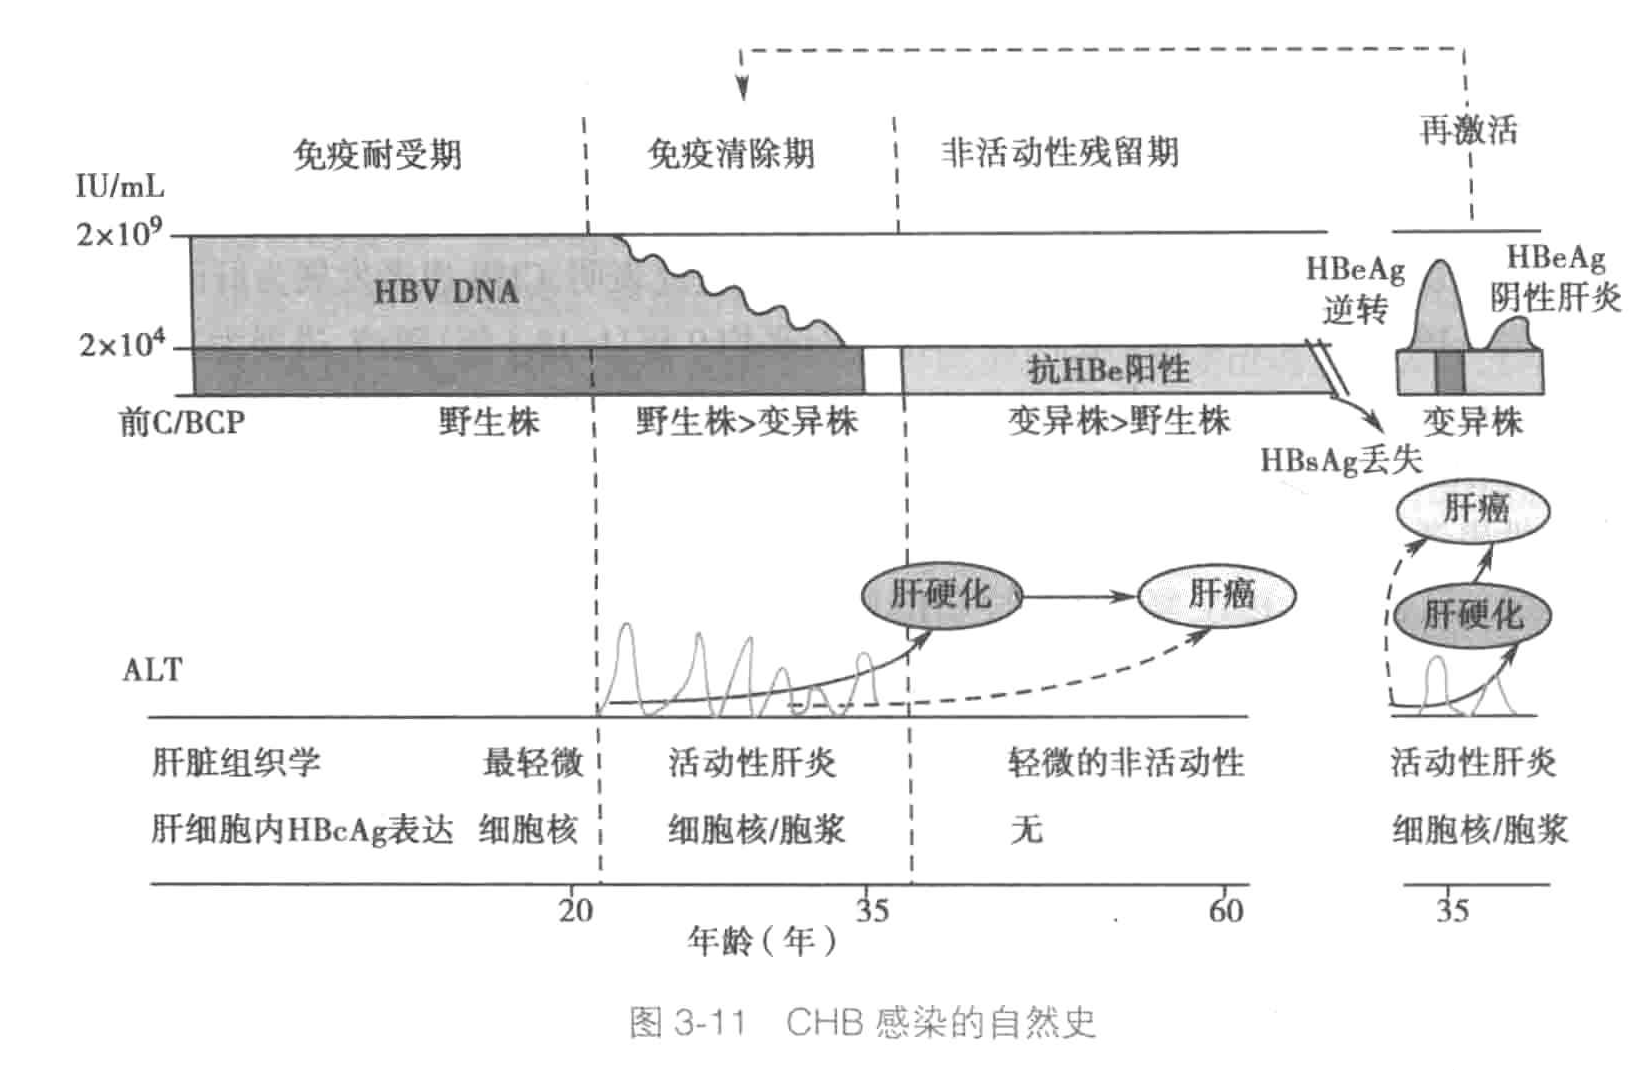 免疫耐受期 免疫清除期 非活动性残留期 再激活
IU/mL
2×10⁹
HBV DNA
HBeAg
逆转
HBeAg
阴性肝炎
2×10⁴
抗HBe阳性
前C/BCP 野生株 野生株>变异株 变异株>野生株 变异株
HBsAg丢失
肝癌
肝硬化 肝癌 肝硬化
ALT
肝脏组织学 最轻微 活动性肝炎 轻微的非活动性 活动性肝炎
肝细胞内HBcAg表达 细胞核 细胞核/胞浆 无 细胞核/胞浆
20 35 60 35
年龄(年)
图 3-11 CHB 感染的自然史